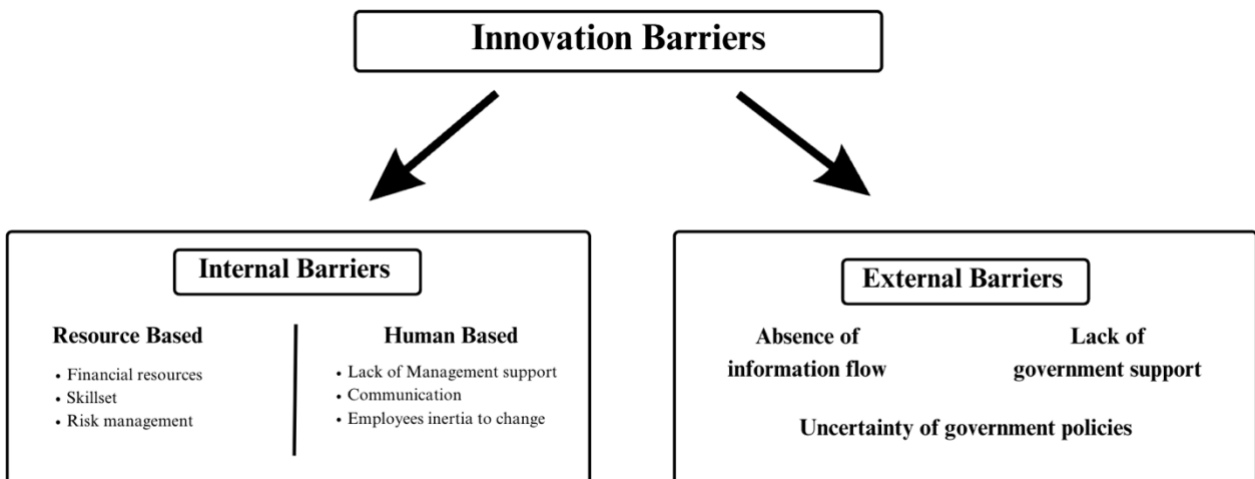 Innovation Barriers
Internal Barriers
Resource Based
• Financial resources
• Skillset
• Risk management
Human Based
• Lack of Management support
• Communication
• Employees inertia to change
External Barriers
Absence of
information flow
Lack of
government support
Uncertainty of government policies